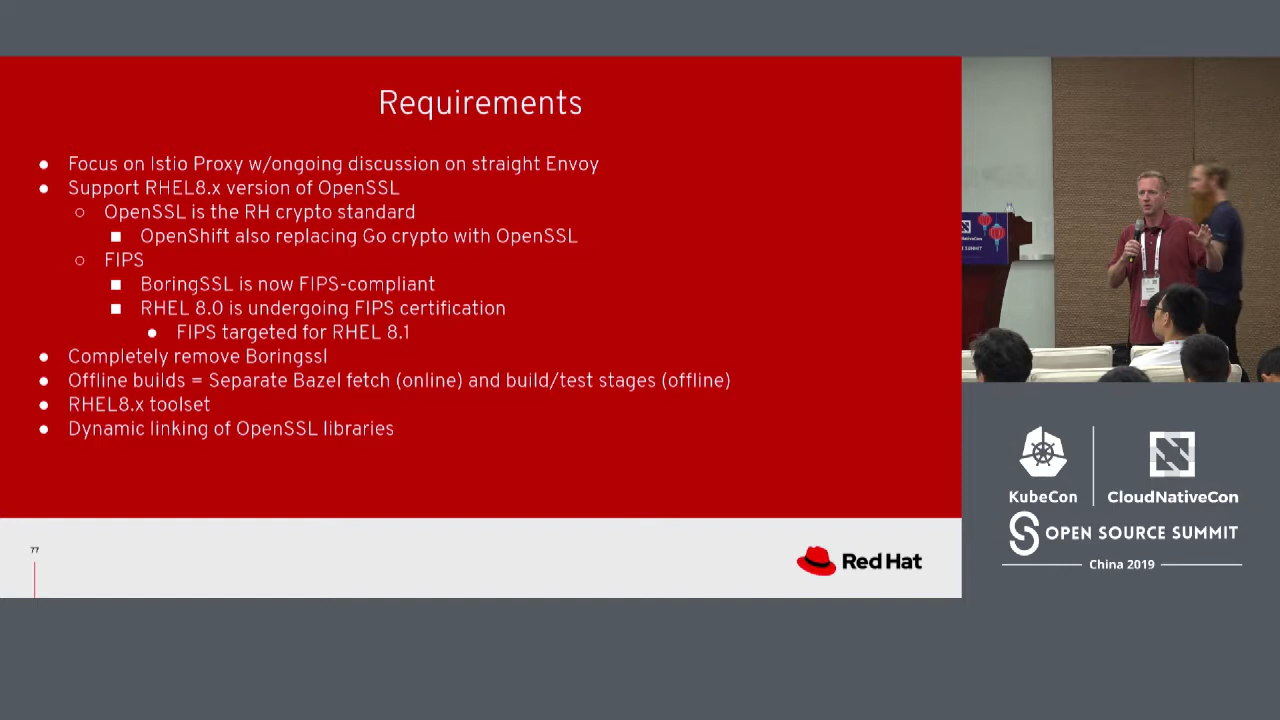 Requirements
● Focus on Istio Proxy w/ongoing discussion on straight Envoy
● Support RHEL8.x version of OpenSSL
○ OpenSSL is the RH crypto standard
■ OpenShift also replacing Go crypto with OpenSSL
○ FIPS
■ BoringSSL is now FIPS-compliant
■ RHEL 8.0 is undergoing FIPS certification
● FIPS targeted for RHEL 8.1
● Completely remove Boringssl
● Offline builds = Separate Bazel fetch (online) and build/test stages (offline)
● RHEL8.x toolset
● Dynamic linking of OpenSSL libraries
77
Red Hat
KubeCon
CloudNativeCon
OPEN SOURCE SUMMIT
China 2019